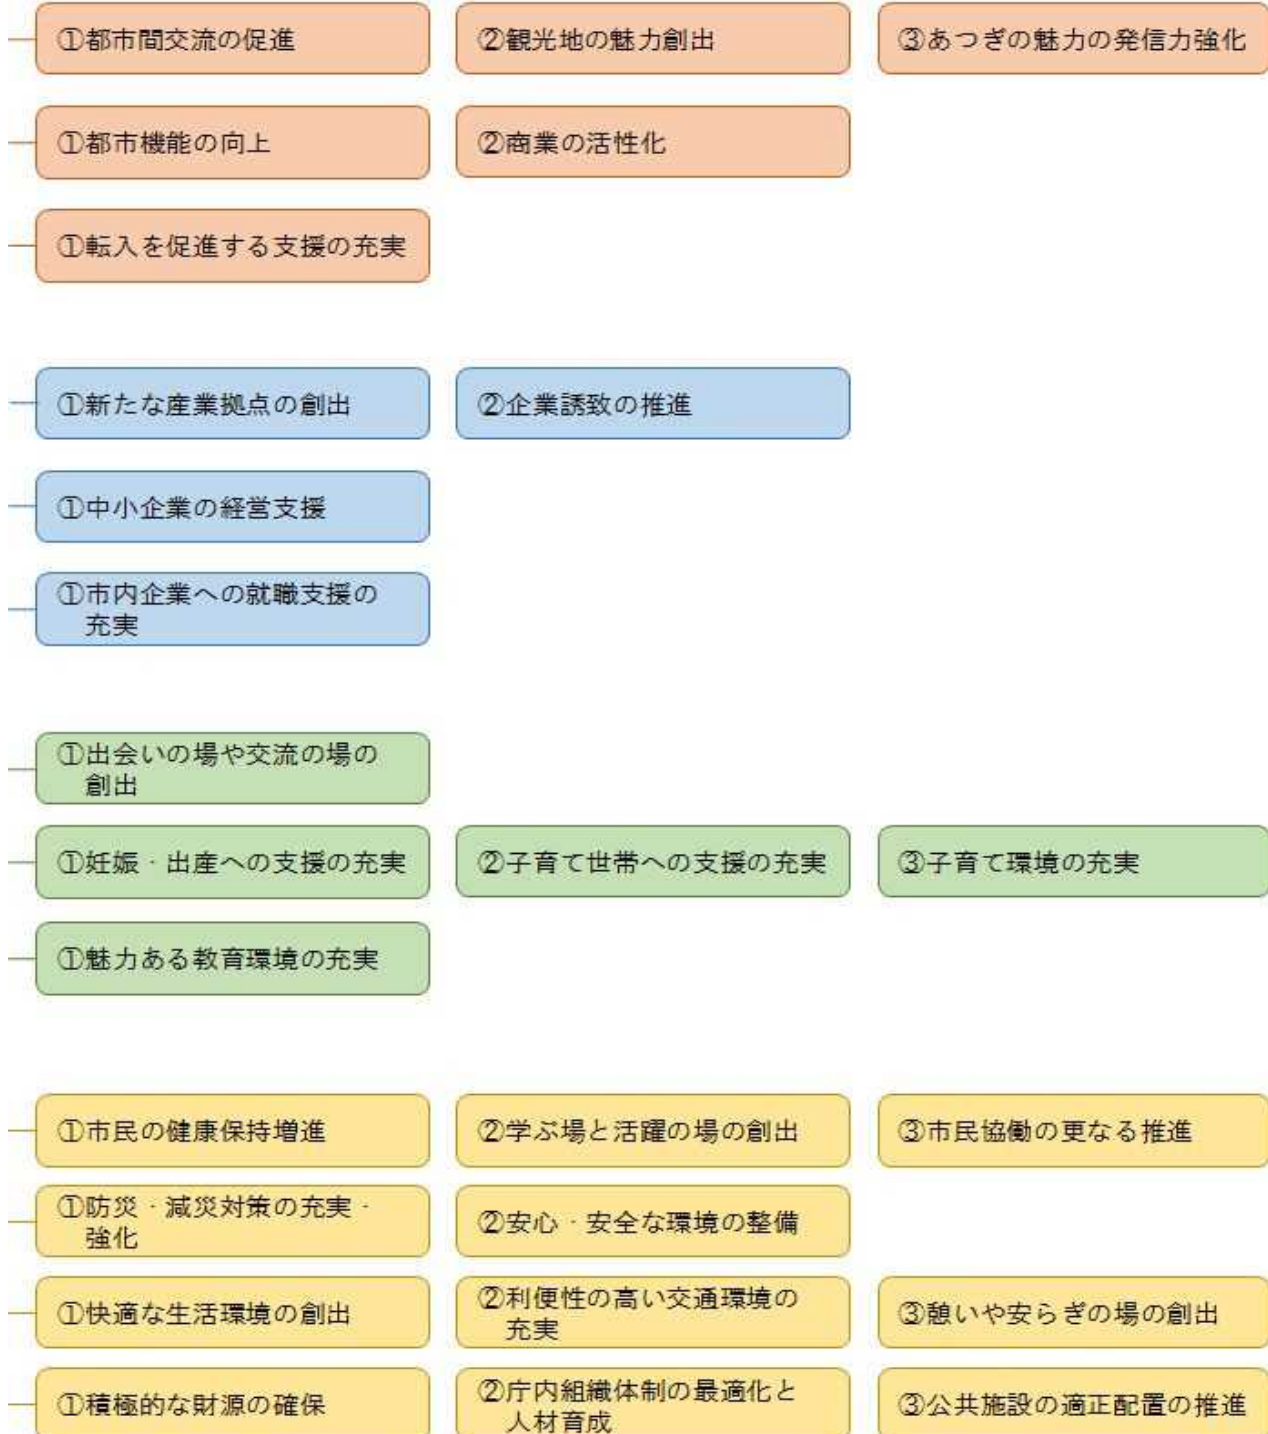 ①都市間交流の促進
②観光地の魅力創出
③あつぎの魅力の発信力強化
①都市機能の向上
②商業の活性化
①転入を促進する支援の充実
①新たな産業拠点の創出
②企業誘致の推進
①中小企業の経営支援
①市内企業への就職支援の
充実
①出会いの場や交流の場の
創出
①妊娠・出産への支援の充実
②子育て世帯への支援の充実
③子育て環境の充実
①魅力ある教育環境の充実
①市民の健康保持増進
②学ぶ場と活躍の場の創出
③市民協働の更なる推進
①防災・減災対策の充実・
強化
②安心・安全な環境の整備
①快適な生活環境の創出
②利便性の高い交通環境の
充実
③憩いや安らぎの場の創出
①積極的な財源の確保
②庁内組織体制の最適化と
人材育成
③公共施設の適正配置の推進